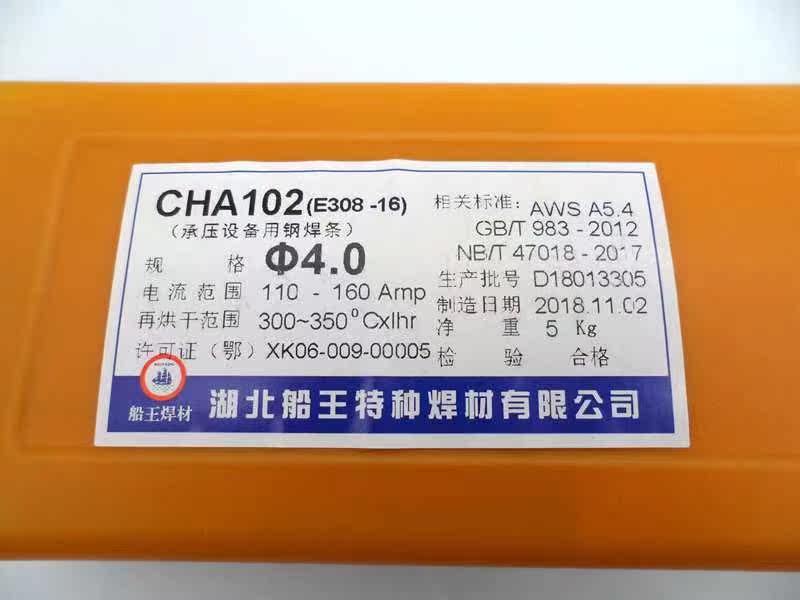 CHA102(E308 -16)
(承压设备用钢焊条)
规 格 Φ4.0
电流范围 110 - 160 Amp
再烘干范围 300~350⁰Cxlhr
许可证(鄂) XK06-009-00005
相关标准: AWS A5.4
GB/T 983 - 2012
NB/T 47018 - 2017
生产批号 D18013305
制造日期 2018.11.02
净 重 5 Kg
检 验 合格
船王焊材 湖北船王特种焊材有限公司